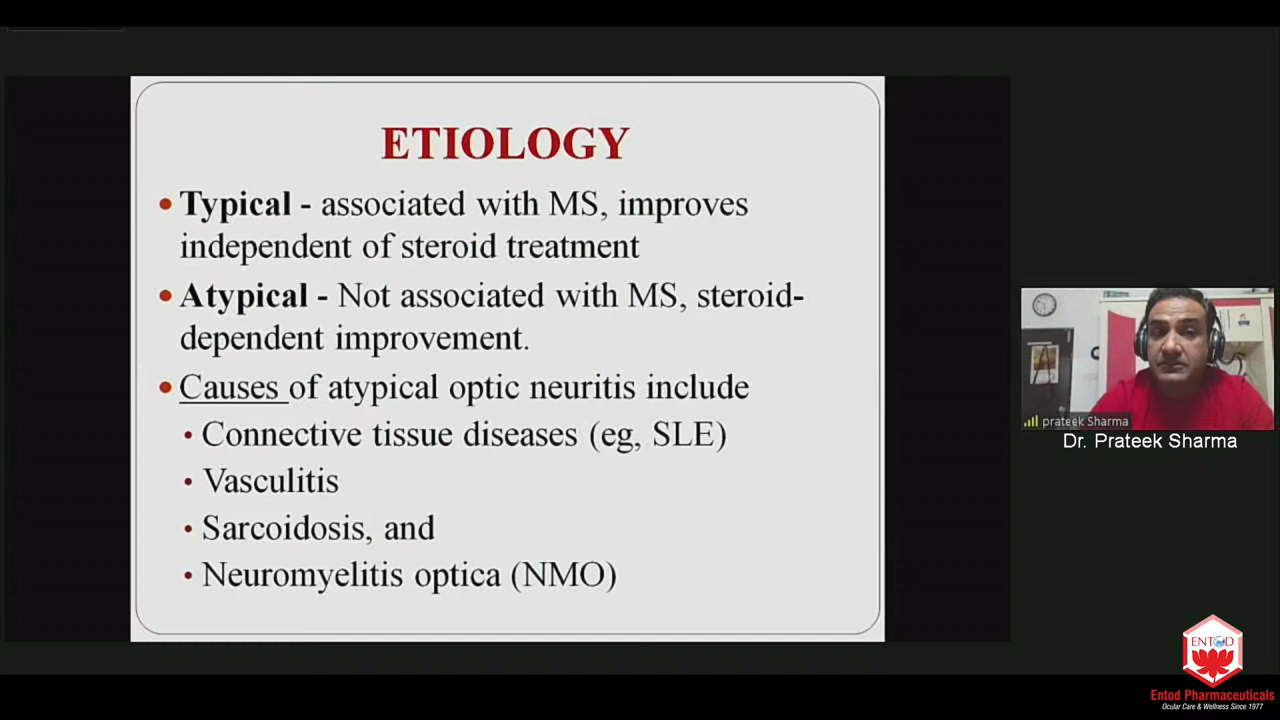 ETIOLOGY
• Typical - associated with MS, improves
independent of steroid treatment
• Atypical - Not associated with MS, steroid-
dependent improvement.
• Causes of atypical optic neuritis include
• Connective tissue diseases (eg, SLE)
• Vasculitis
• Sarcoidosis, and
• Neuromyelitis optica (NMO)
prateek Sharma
Dr. Prateek Sharma
ENTOD
Entod Pharmaceuticals
Ocular Care & Wellness Since 1977